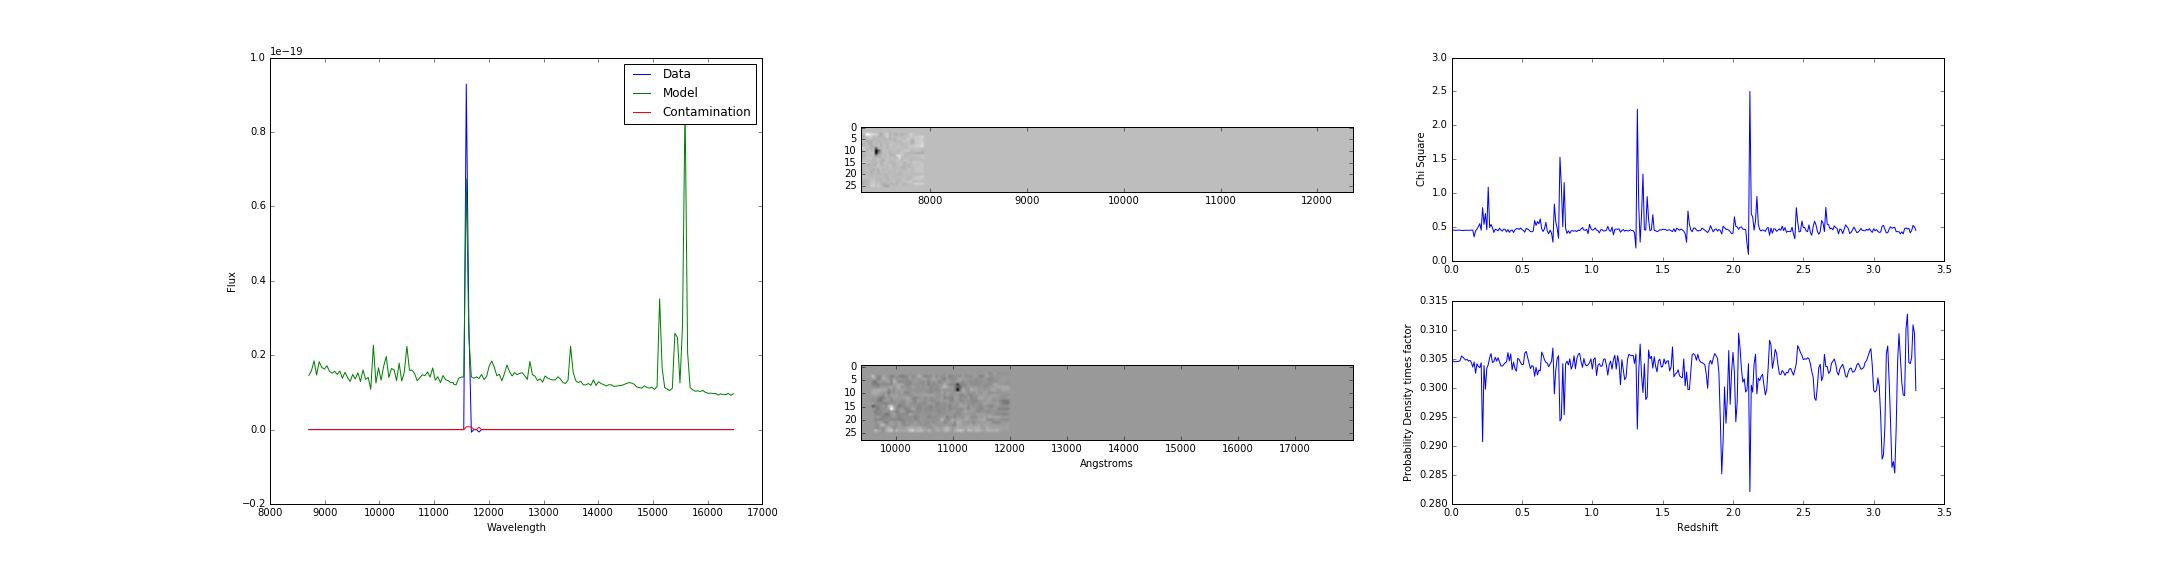 1e−19
1.0
0.8
0.6
0.4
0.2
0.0
−0.2
Flux
8000 9000 10000 11000 12000 13000 14000 15000 16000 17000
Wavelength
Data
Model
Contamination
0
5
10
15
20
25
8000 9000 10000 11000 12000
0
5
10
15
20
25
10000 11000 12000 13000 14000 15000 16000 17000
Angstroms
3.0
2.5
2.0
1.5
1.0
0.5
0.0
Chi Square
0.0 0.5 1.0 1.5 2.0 2.5 3.0 3.5
0.315
0.310
0.305
0.300
0.295
0.290
0.285
0.280
Probability Density times factor
0.0 0.5 1.0 1.5 2.0 2.5 3.0 3.5
Redshift